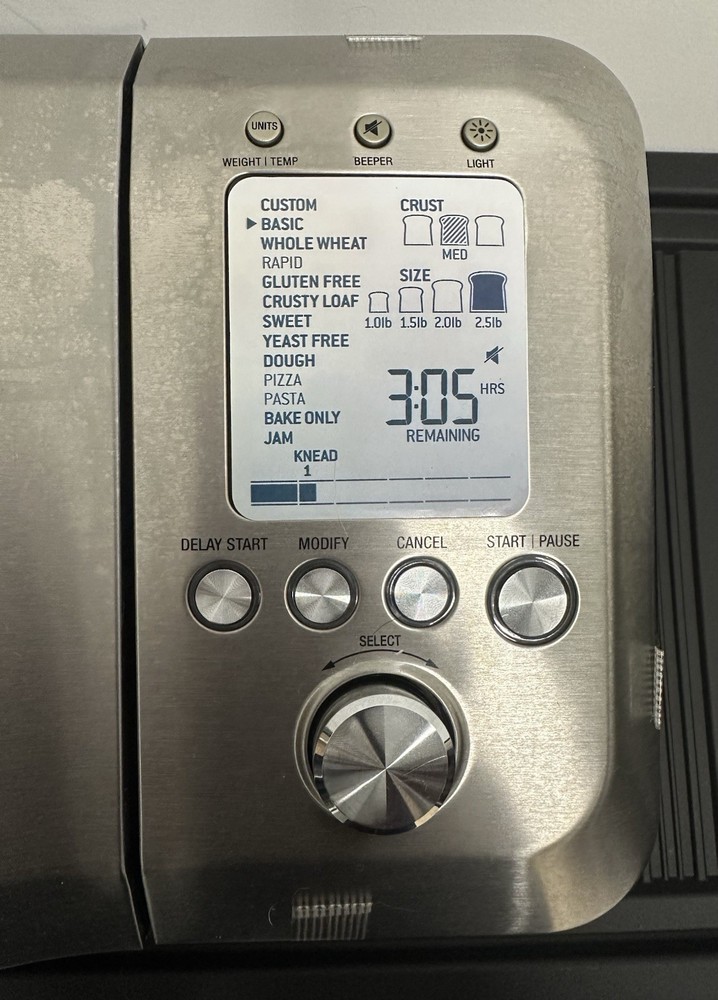 UNITS
WEIGHT | TEMP
BEEPER
LIGHT
CUSTOM
BASIC
WHOLE WHEAT
RAPID
GLUTEN FREE
CRUSTY LOAF
SWEET
YEAST FREE
DOUGH
PIZZA
PASTA
BAKE ONLY
JAM
CRUST
MED
SIZE
1.0lb 1.5lb 2.0lb 2.5lb
3:05 HRS
REMAINING
KNEAD
1
DELAY START
MODIFY
CANCEL
START | PAUSE
SELECT